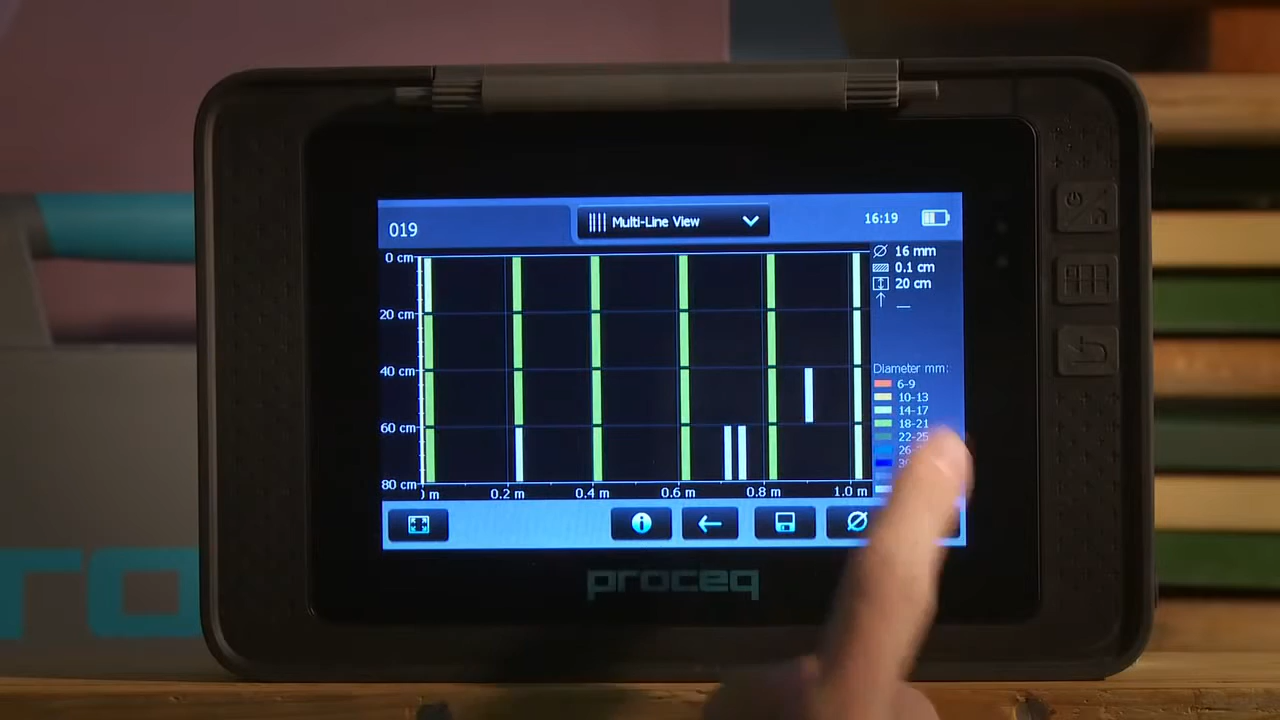 019
Multi-Line View
16:19
0 cm
20 cm
40 cm
60 cm
80 cm
16 mm
0.1 cm
20 cm
Diameter mm:
6-9
10-13
14-17
18-21
22-25
0.2 m
0.4 m
0.6 m
0.8 m
1.0 m
proceq